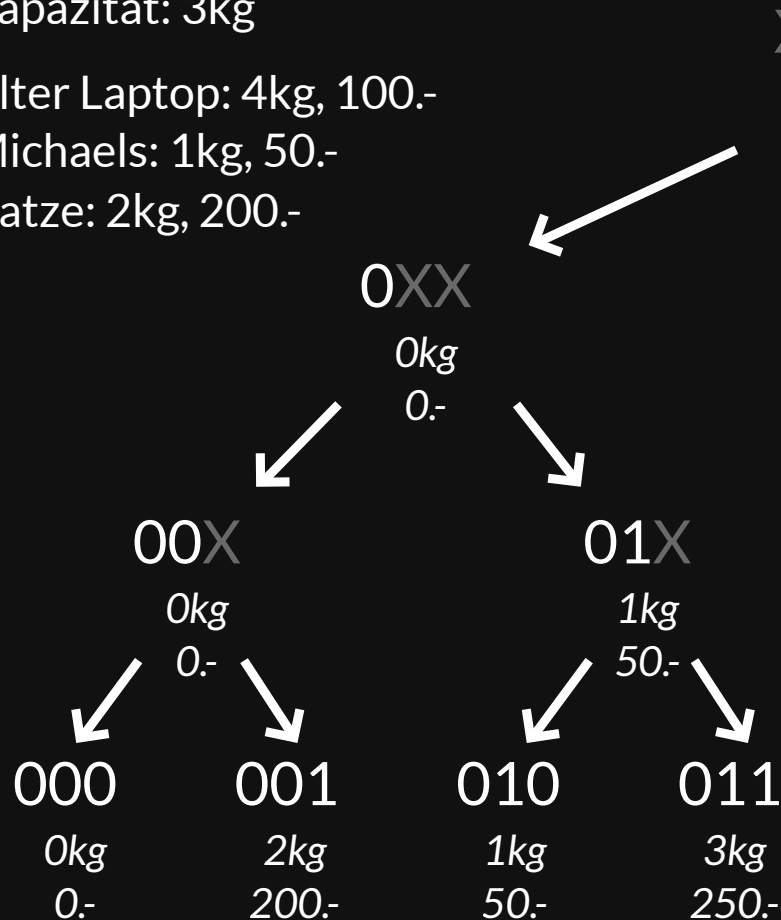 apazität: 3kg
lter Laptop: 4kg, 100.-
ichaels: 1kg, 50.-
atze: 2kg, 200.-
0XX
0kg
0.-
00X 01X
0kg 1kg
0.- 50.-
000 001 010 011
0kg 2kg 1kg 3kg
0.- 200.- 50.- 250.-